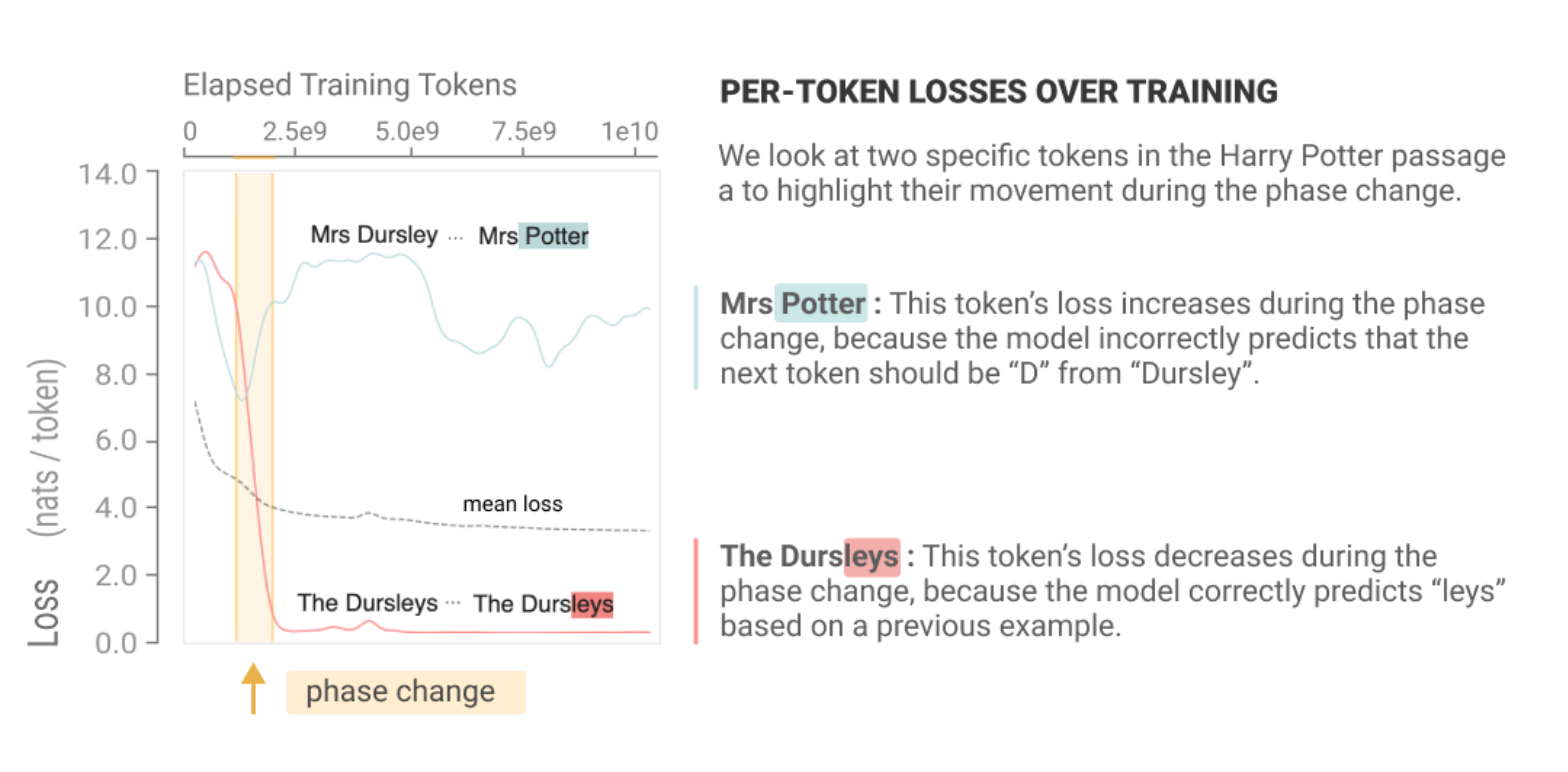 Elapsed Training Tokens
0 2.5e9 5.0e9 7.5e9 1e10
14.0
12.0
10.0
8.0
6.0
4.0
2.0
0.0
Loss (nats / token)
Mrs Dursley ... Mrs Potter
mean loss
The Dursleys ... The Dursleys
phase change
PER-TOKEN LOSSES OVER TRAINING
We look at two specific tokens in the Harry Potter passage
a to highlight their movement during the phase change.
Mrs Potter : This token's loss increases during the phase
change, because the model incorrectly predicts that the
next token should be “D” from “Dursley”.
The Dursleys : This token's loss decreases during the
phase change, because the model correctly predicts “leys”
based on a previous example.